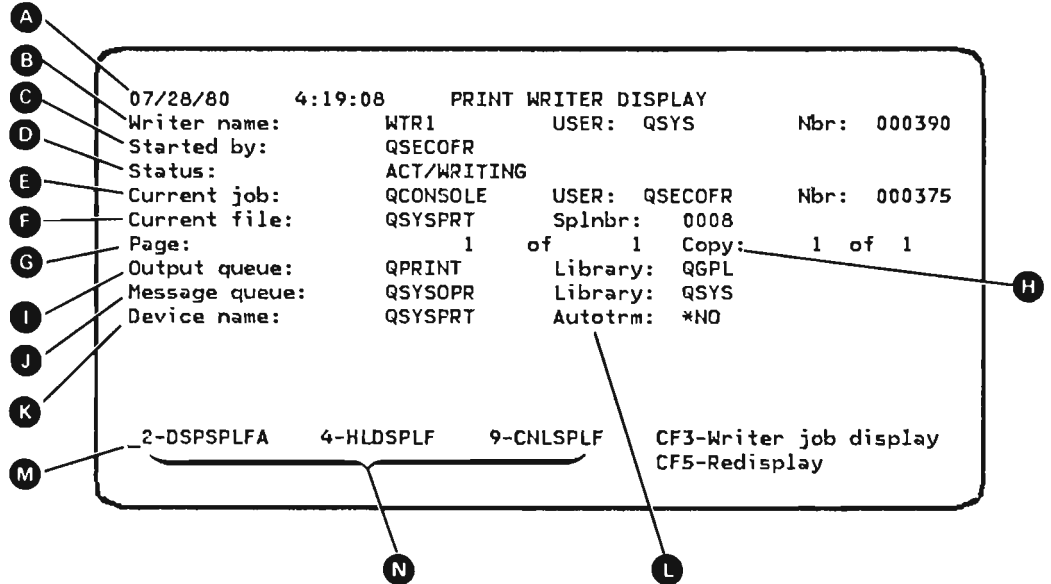 A
B
C
D
E
F
G
I
J
K
M
07/28/80 4:19:08 PRINT WRITER DISPLAY
Writer name: WTR1 USER: QSYS Nbr: 000390
Started by: QSECOFR
Status: ACT/WRITING
Current job: QCONSOLE USER: QSECOFR Nbr: 000375
Current file: QSYSPRT Splnbr: 0008
Page: 1 of 1 Copy: 1 of 1
Output queue: QPRINT Library: QGPL
Message queue: QSYSOPR Library: QSYS
Device name: QSYSPRT Autotrm: *NO
_2-DSPSPLFA 4-HLDSPLF 9-CNLSPLF CF3-Writer job display
CF5-Redisplay
H
N
L